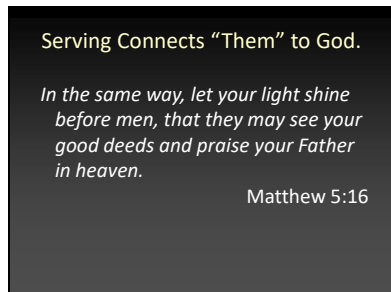 Serving Connects “Them” to God.
In the same way, let your light shine
before men, that they may see your
good deeds and praise your Father
in heaven.
Matthew 5:16